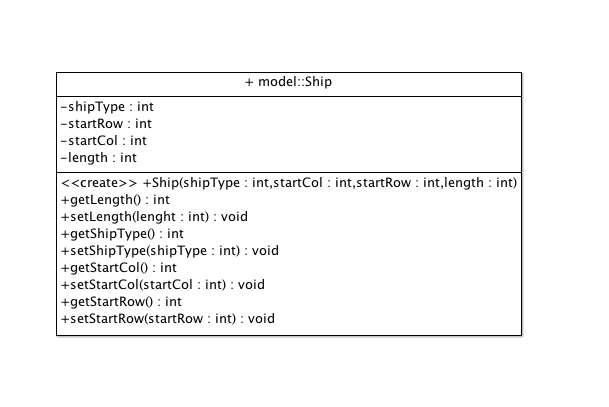 + model::Ship
-shipType : int
-startRow : int
-startCol : int
-length : int
<<create>> +Ship(shipType : int,startCol : int,startRow : int,length : int)
+getLength() : int
+setLength(lenght : int) : void
+getShipType() : int
+setShipType(shipType : int) : void
+getStartCol() : int
+setStartCol(startCol : int) : void
+getStartRow() : int
+setStartRow(startRow : int) : void